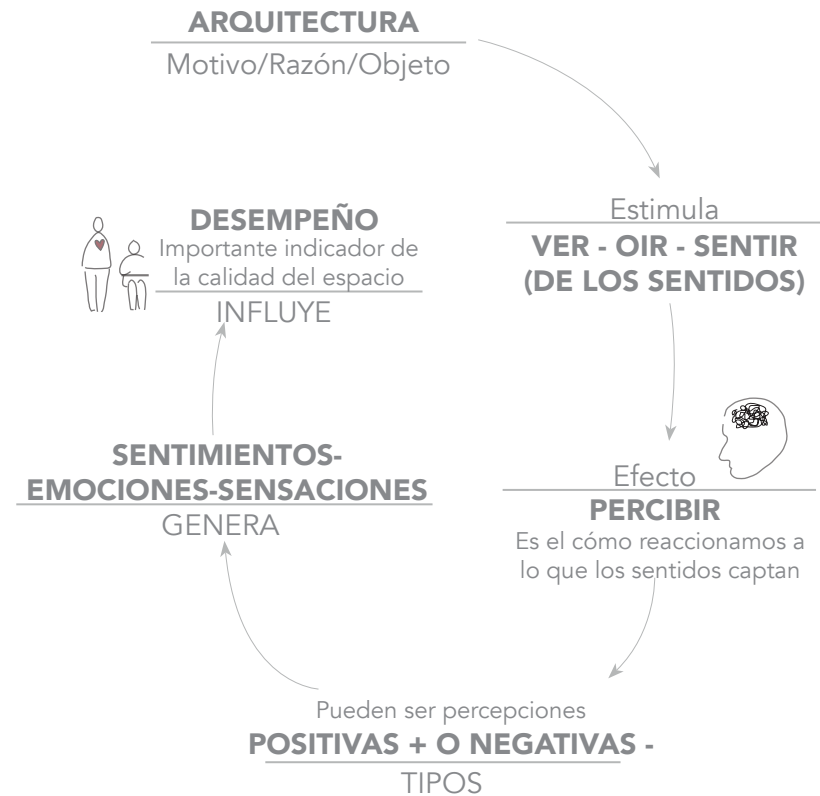 ARQUITECTURA
Motivo/Razón/Objeto
Estimula
VER - OIR - SENTIR
(DE LOS SENTIDOS)
Efecto
PERCIBIR
Es el cómo reaccionamos a
lo que los sentidos captan
Pueden ser percepciones
POSITIVAS + O NEGATIVAS -
TIPOS
SENTIMIENTOS-
EMOCIONES-SENSACIONES
GENERA
DESEMPEÑO
Importante indicador de
la calidad del espacio
INFLUYE